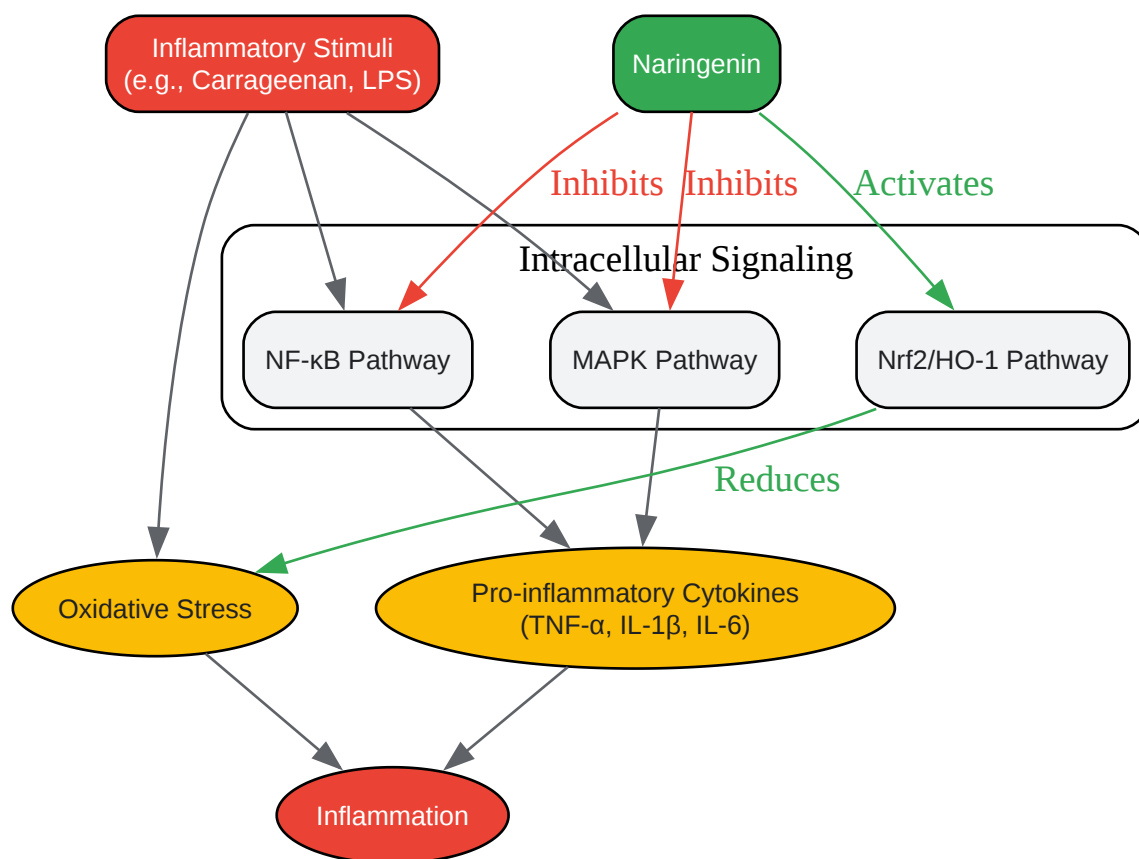 Inflammatory Stimuli
(e.g., Carrageenan, LPS)
Naringenin
Inhibits
Inhibits
Activates
Intracellular Signaling
NF-κB Pathway
MAPK Pathway
Nrf2/HO-1 Pathway
Reduces
Oxidative Stress
Pro-inflammatory Cytokines
(TNF-α, IL-1β, IL-6)
Inflammation